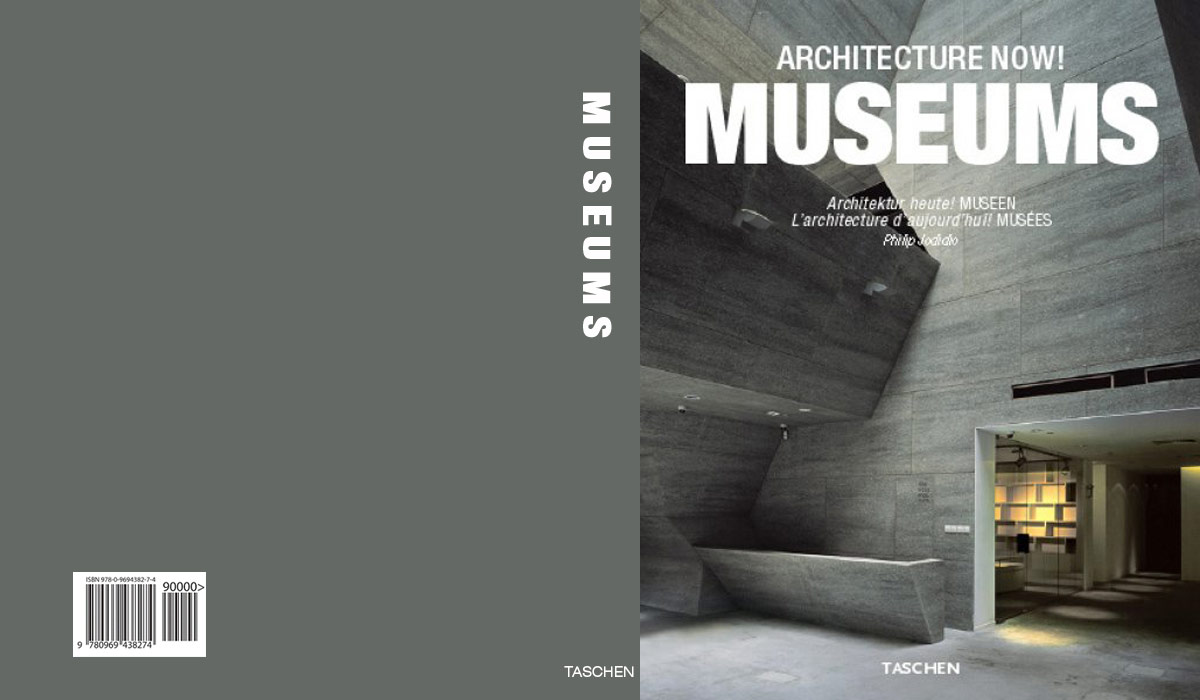 MUSEUMS
ISBN 978-0-9694382-7-4
90000>
9 780969 438274
TASCHEN
ARCHITECTURE NOW!
MUSEUMS
Architektur heute! MUSEEN
L'architecture d'aujourd'hui! MUSÉES
Philip Jodidio
TASCHEN